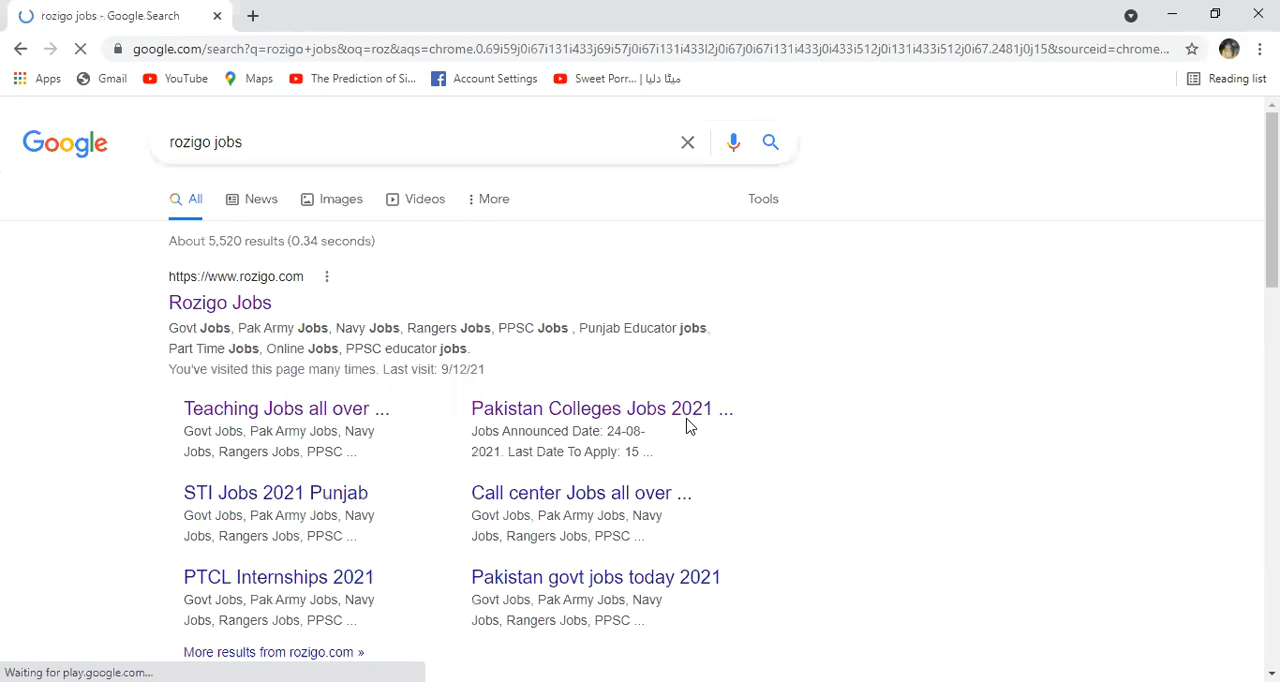 rozigo jobs - Google Search
google.com/search?q=rozigo+jobs&oq=roz&aqs=chrome.0.69i59j0i67i131i433j69i57j0i67i131i433l2j0i67j0i67i131i433j0i433i512j0i131i433i512j0i67.2481j0j15&sourceid=chrome...
Apps Gmail YouTube Maps The Prediction of Si... Account Settings Sweet Porr... | میٹا دلیا Reading list
Google rozigo jobs
All News Images Videos More Tools
About 5,520 results (0.34 seconds)
https://www.rozigo.com
Rozigo Jobs
Govt Jobs, Pak Army Jobs, Navy Jobs, Rangers Jobs, PPSC Jobs , Punjab Educator jobs,
Part Time Jobs, Online Jobs, PPSC educator jobs.
You've visited this page many times. Last visit: 9/12/21
Teaching Jobs all over ...
Govt Jobs, Pak Army Jobs, Navy
Jobs, Rangers Jobs, PPSC ...
Pakistan Colleges Jobs 2021 ...
Jobs Announced Date: 24-08-
2021. Last Date To Apply: 15 ...
STI Jobs 2021 Punjab
Govt Jobs, Pak Army Jobs, Navy
Jobs, Rangers Jobs, PPSC ...
Call center Jobs all over ...
Govt Jobs, Pak Army Jobs, Navy
Jobs, Rangers Jobs, PPSC ...
PTCL Internships 2021
Govt Jobs, Pak Army Jobs, Navy
Jobs, Rangers Jobs, PPSC ...
Pakistan govt jobs today 2021
Govt Jobs, Pak Army Jobs, Navy
Jobs, Rangers Jobs, PPSC ...
More results from rozigo.com »
Waiting for play.google.com...